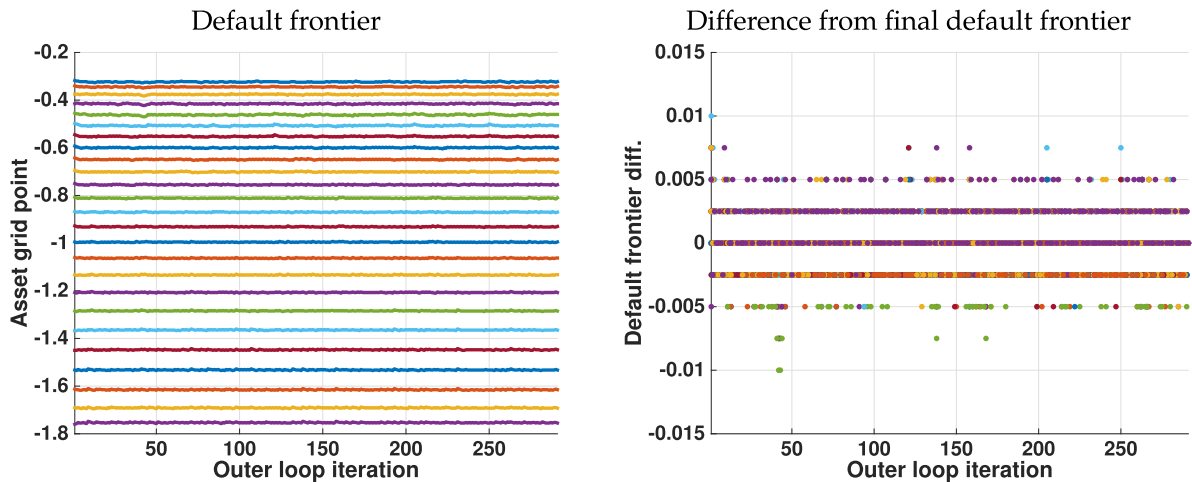 Default frontier
-0.2
-0.4
-0.6
-0.8
-1
-1.2
-1.4
-1.6
-1.8
Asset grid point
50 100 150 200 250
Outer loop iteration
Difference from final default frontier
0.015
0.01
0.005
0
-0.005
-0.01
-0.015
Default frontier diff.
50 100 150 200 250
Outer loop iteration